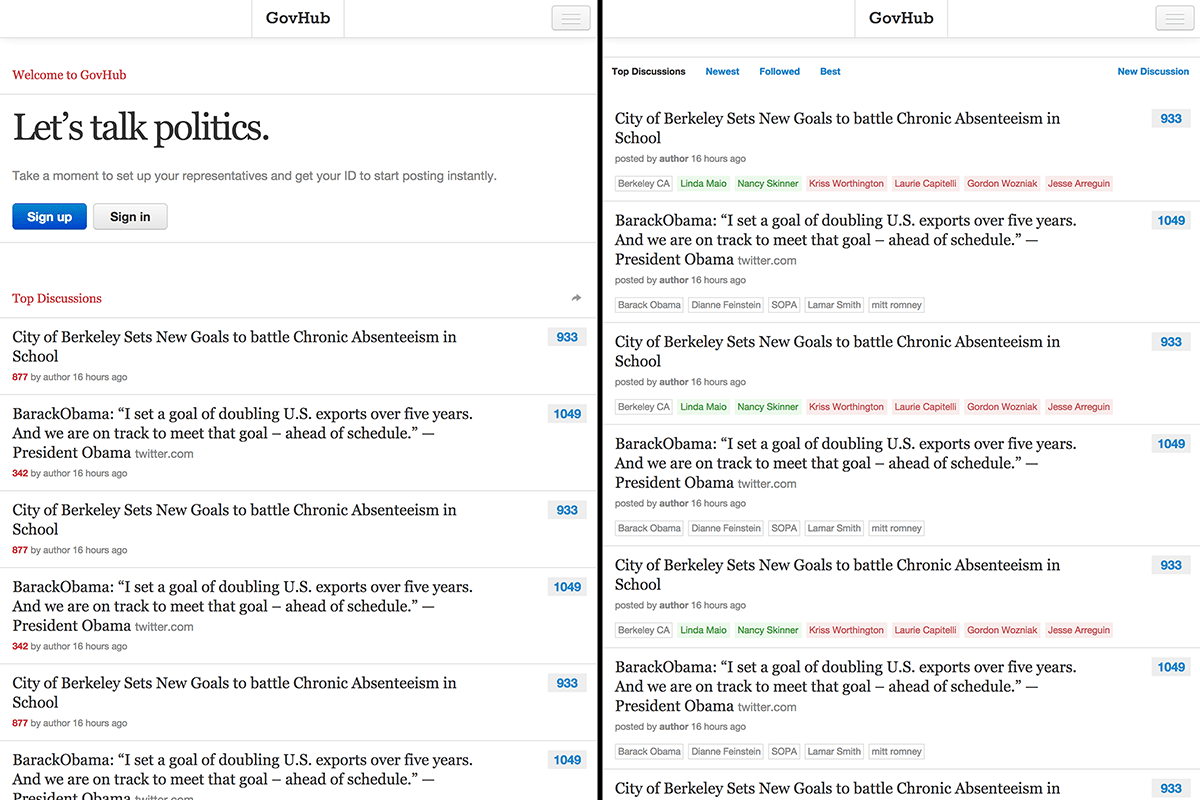 GovHub
Welcome to GovHub
Let’s talk politics.
Take a moment to set up your representatives and get your ID to start posting instantly.
Sign up Sign in
Top Discussions
City of Berkeley Sets New Goals to battle Chronic Absenteeism in 933
School
877 by author 16 hours ago
BarackObama: “I set a goal of doubling U.S. exports over five years. 1049
And we are on track to meet that goal – ahead of schedule.” —
President Obama twitter.com
342 by author 16 hours ago
City of Berkeley Sets New Goals to battle Chronic Absenteeism in 933
School
877 by author 16 hours ago
BarackObama: “I set a goal of doubling U.S. exports over five years. 1049
And we are on track to meet that goal – ahead of schedule.” —
President Obama twitter.com
342 by author 16 hours ago
City of Berkeley Sets New Goals to battle Chronic Absenteeism in 933
School
877 by author 16 hours ago
BarackObama: “I set a goal of doubling U.S. exports over five years. 1049
And we are on track to meet that goal – ahead of schedule.” —
President Obama twitter.com
GovHub
Top Discussions Newest Followed Best New Discussion
City of Berkeley Sets New Goals to battle Chronic Absenteeism in 933
School
posted by author 16 hours ago
Berkeley CA Linda Maio Nancy Skinner Kriss Worthington Laurie Capitelli Gordon Wozniak Jesse Arreguin
BarackObama: “I set a goal of doubling U.S. exports over five years. 1049
And we are on track to meet that goal – ahead of schedule.” —
President Obama twitter.com
posted by author 16 hours ago
Barack Obama Dianne Feinstein SOPA Lamar Smith mitt romney
City of Berkeley Sets New Goals to battle Chronic Absenteeism in 933
School
posted by author 16 hours ago
Berkeley CA Linda Maio Nancy Skinner Kriss Worthington Laurie Capitelli Gordon Wozniak Jesse Arreguin
BarackObama: “I set a goal of doubling U.S. exports over five years. 1049
And we are on track to meet that goal – ahead of schedule.” —
President Obama twitter.com
posted by author 16 hours ago
Barack Obama Dianne Feinstein SOPA Lamar Smith mitt romney
City of Berkeley Sets New Goals to battle Chronic Absenteeism in 933
School
posted by author 16 hours ago
Berkeley CA Linda Maio Nancy Skinner Kriss Worthington Laurie Capitelli Gordon Wozniak Jesse Arreguin
BarackObama: “I set a goal of doubling U.S. exports over five years. 1049
And we are on track to meet that goal – ahead of schedule.” —
President Obama twitter.com
posted by author 16 hours ago
Barack Obama Dianne Feinstein SOPA Lamar Smith mitt romney
City of Berkeley Sets New Goals to battle Chronic Absenteeism in 933